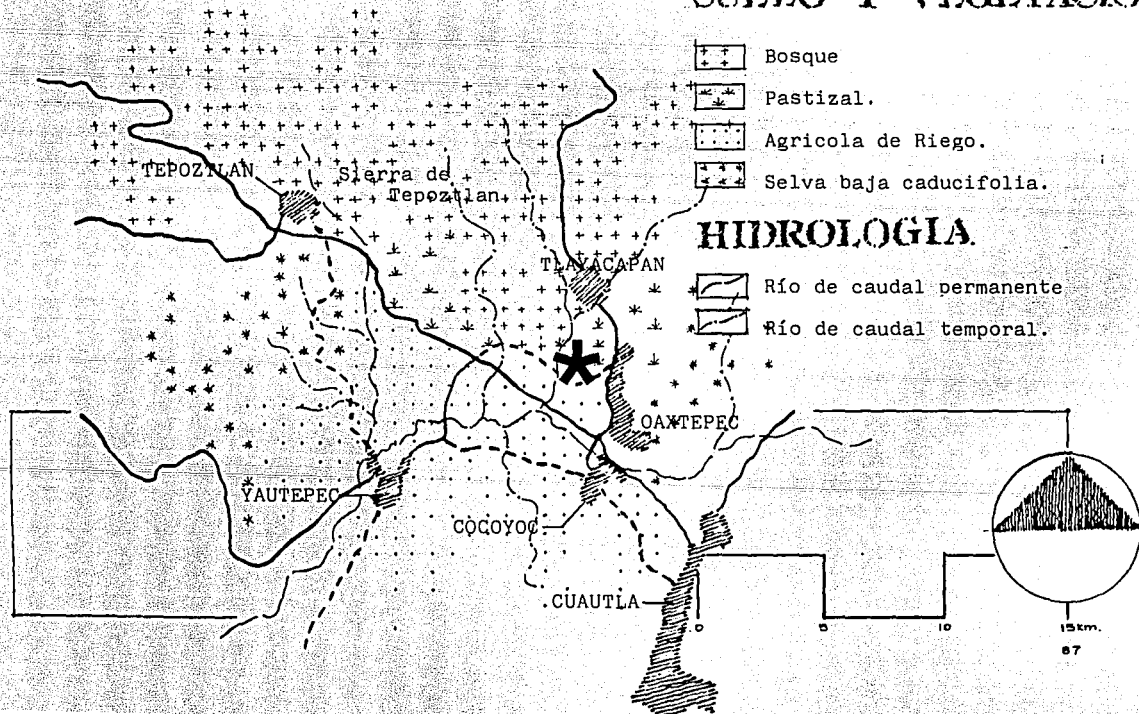 Bosque
Pastizal.
Agricola de Riego.
Selva baja caducifolia.
HIDROLOGIA.
Río de caudal permanente
Río de caudal temporal.
TEPOZTLAN
Sierra de
Tepoztlan
TLAYACAPAN
OAXTEPEC
YAUTEPEC
COCOYOC
CUAUTLA
0 5 10 15km.
87